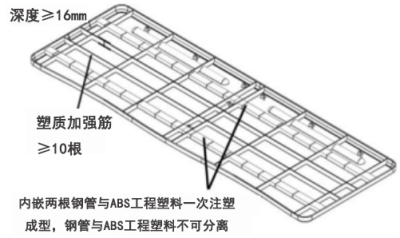 深度≥16mm
塑质加强筋
≥10根
内嵌两根钢管与ABS工程塑料一次注塑
成型，钢管与ABS工程塑料不可分离